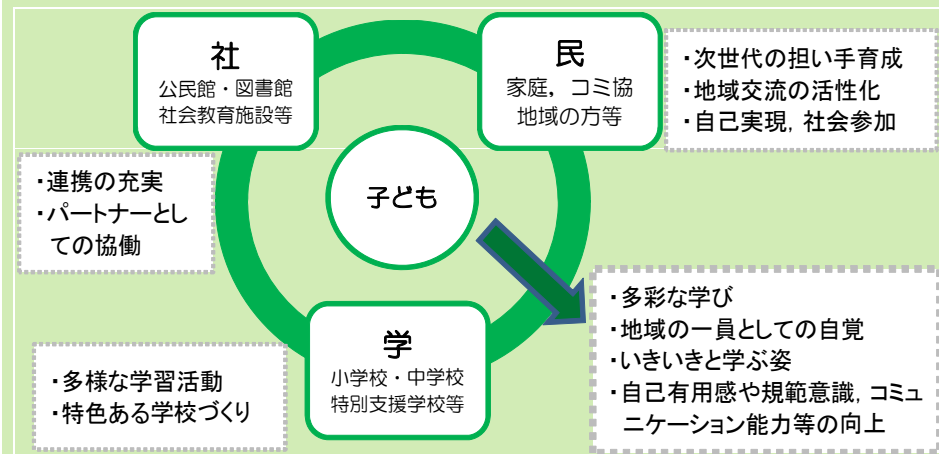 社
公民館・図書館
社会教育施設等
民
家庭，コミ協
地域の方等
・次世代の担い手育成
・地域交流の活性化
・自己実現，社会参加
・連携の充実
・パートナーとし
ての協働
子ども
学
小学校・中学校
特別支援学校等
・多様な学習活動
・特色ある学校づくり
・多彩な学び
・地域の一員としての自覚
・いきいきと学ぶ姿
・自己有用感や規範意識，コミュ
ニケーション能力等の向上